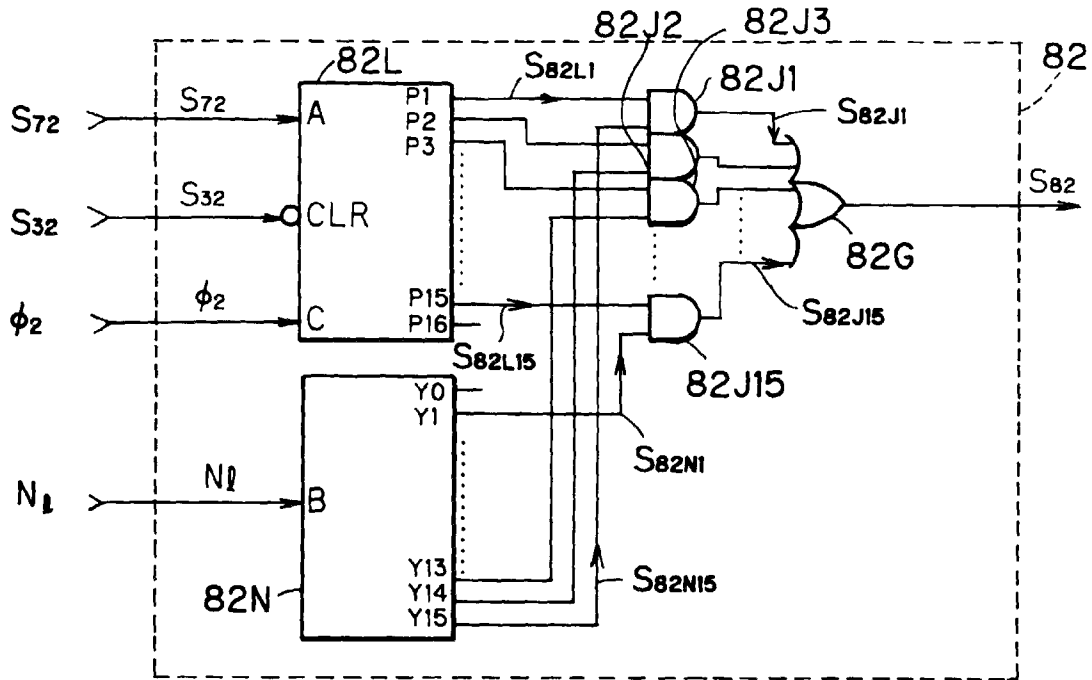 82J2
82J3
82
82L
S82L1
82J1
S72
S72
A
P1
P2
P3
S82J1
S32
S32
CLR
S82
82G
ϕ2
ϕ2
C
P15
P16
S82L15
S82J15
82J15
Y0
Y1
S82N1
Nℓ
Nℓ
B
82N
Y13
Y14
Y15
S82N15